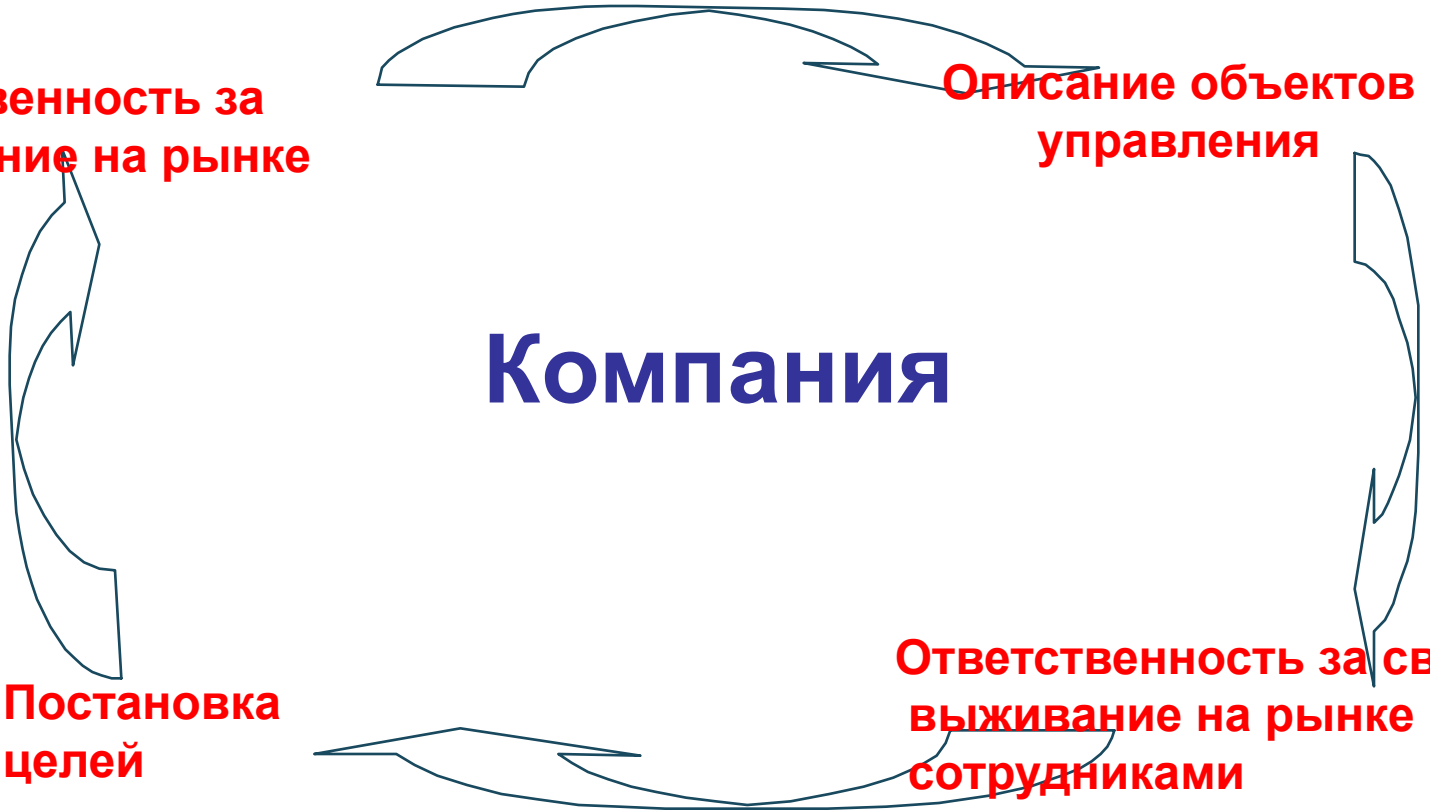 венность за
ние на рынке
Описание объектов
управления
Компания
Постановка
целей
Ответственность за св
выживание на рынке
сотрудниками